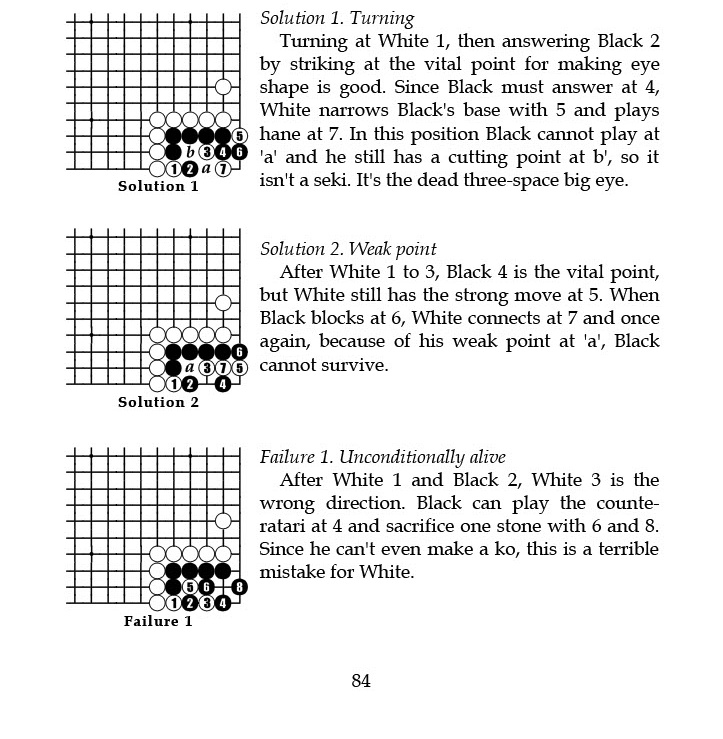 Solution 1. Turning
Turning at White 1, then answering Black 2
by striking at the vital point for making eye
shape is good. Since Black must answer at 4,
White narrows Black's base with 5 and plays
hane at 7. In this position Black cannot play at
'a' and he still has a cutting point at b', so it
isn't a seki. It's the dead three-space big eye.
5
b 3 4 6
1 2 a 7
Solution 1
Solution 2. Weak point
After White 1 to 3, Black 4 is the vital point,
but White still has the strong move at 5. When
Black blocks at 6, White connects at 7 and once
again, because of his weak point at 'a', Black
cannot survive.
6
a 3 7 5
1 2 4
Solution 2
Failure 1. Unconditionally alive
After White 1 and Black 2, White 3 is the
wrong direction. Black can play the counte-
ratari at 4 and sacrifice one stone with 6 and 8.
Since he can't even make a ko, this is a terrible
mistake for White.
5 6 8
1 2 3 4
Failure 1
84